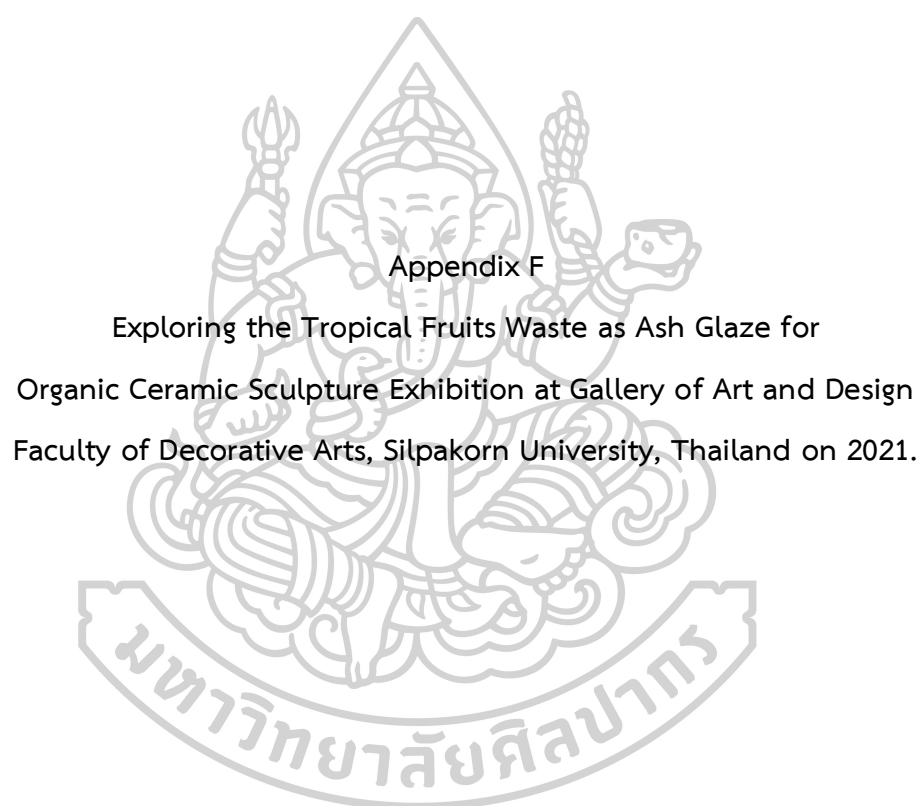 Appendix F
Exploring the Tropical Fruits Waste as Ash Glaze for
Organic Ceramic Sculpture Exhibition at Gallery of Art and Design
Faculty of Decorative Arts, Silpakorn University, Thailand on 2021.
มหาวิทยาลัยศิลปากร